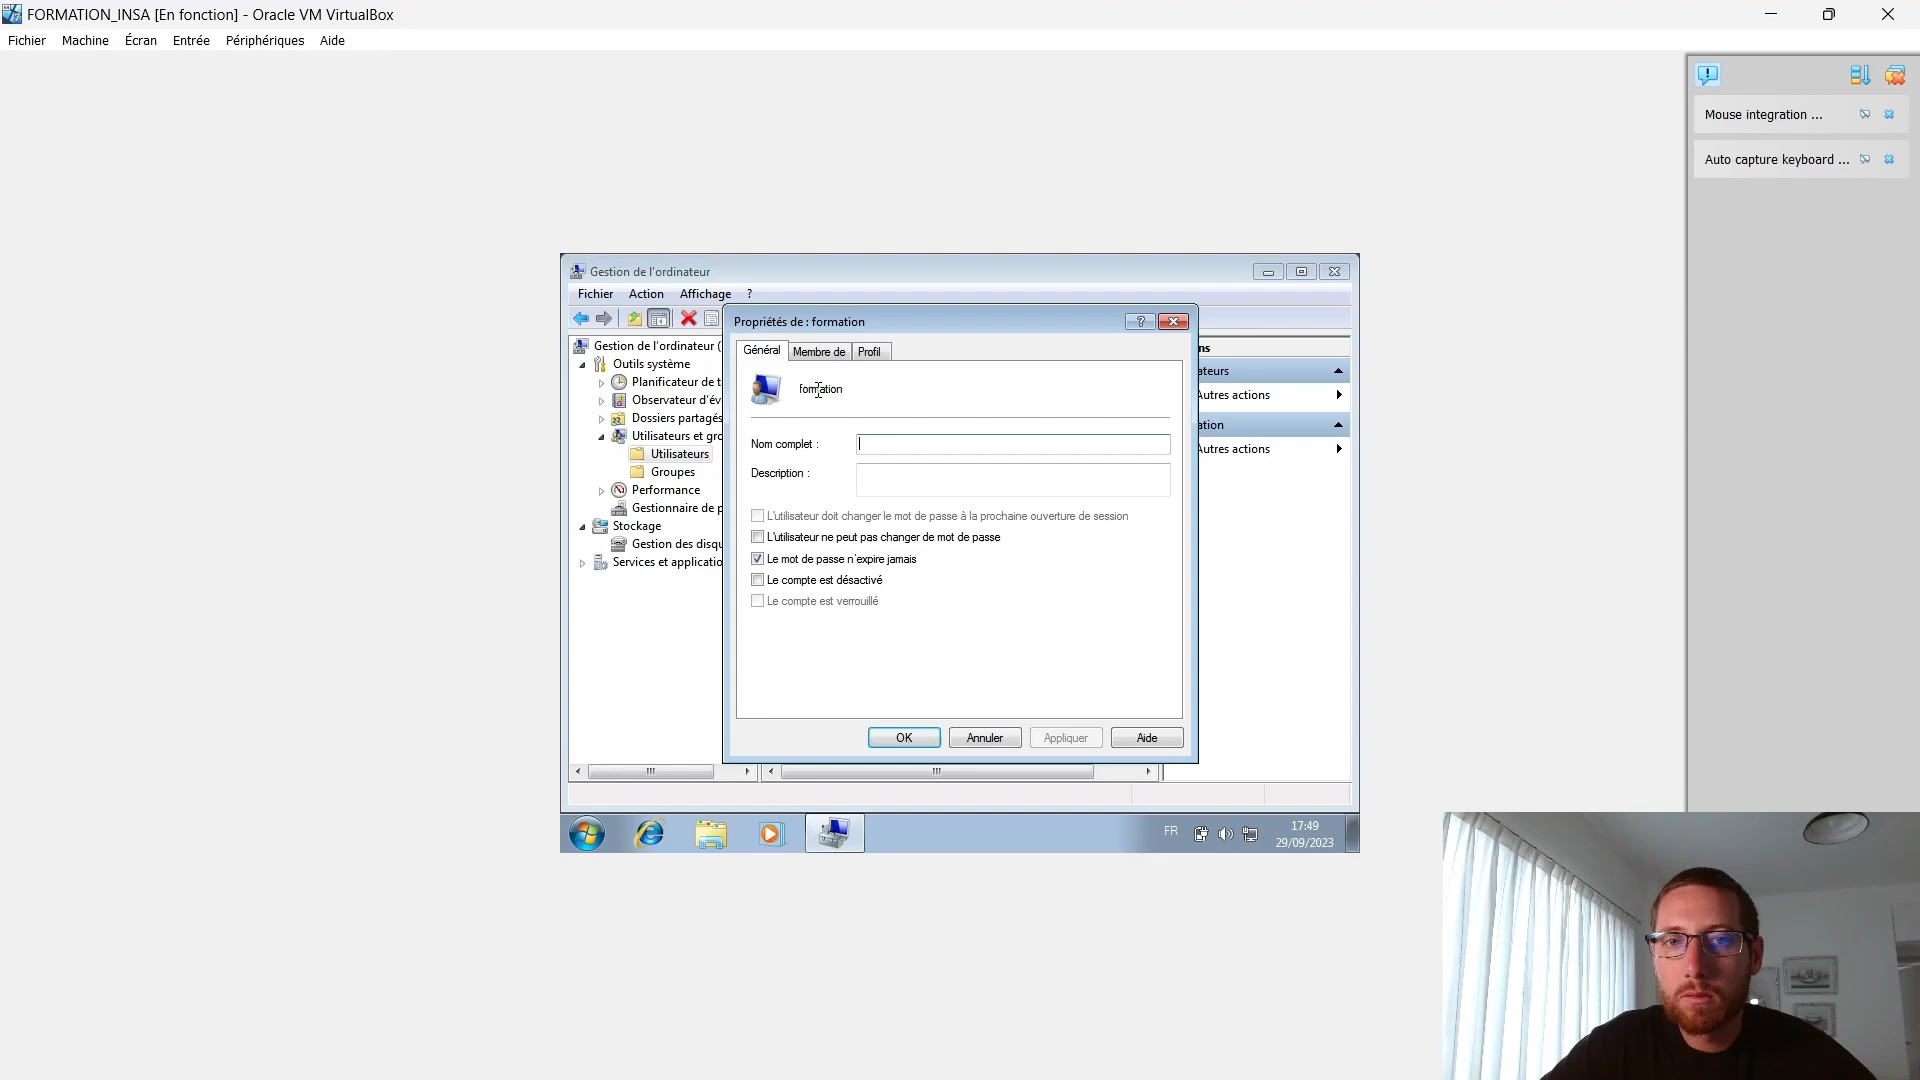 FORMATION_INSA [En fonction] - Oracle VM VirtualBox
Fichier Machine Écran Entrée Périphériques Aide
Mouse integration ...
Auto capture keyboard ...
Gestion de l'ordinateur
Fichier Action Affichage ?
Propriétés de : formation
?
Général Membre de Profil
formation
Nom complet :
Description :
L'utilisateur doit changer le mot de passe à la prochaine ouverture de session
L'utilisateur ne peut pas changer de mot de passe
Le mot de passe n'expire jamais
Le compte est désactivé
Le compte est verrouillé
OK Annuler Appliquer Aide
Gestion de l'ordinateur (
Outils système
Planificateur de t
Observateur d'év
Dossiers partagés
Utilisateurs et gro
Utilisateurs
Groupes
Performance
Gestionnaire de p
Stockage
Gestion des disqu
Services et applicatio
ns
ateurs
Autres actions
ation
Autres actions
FR
17:49
29/09/2023